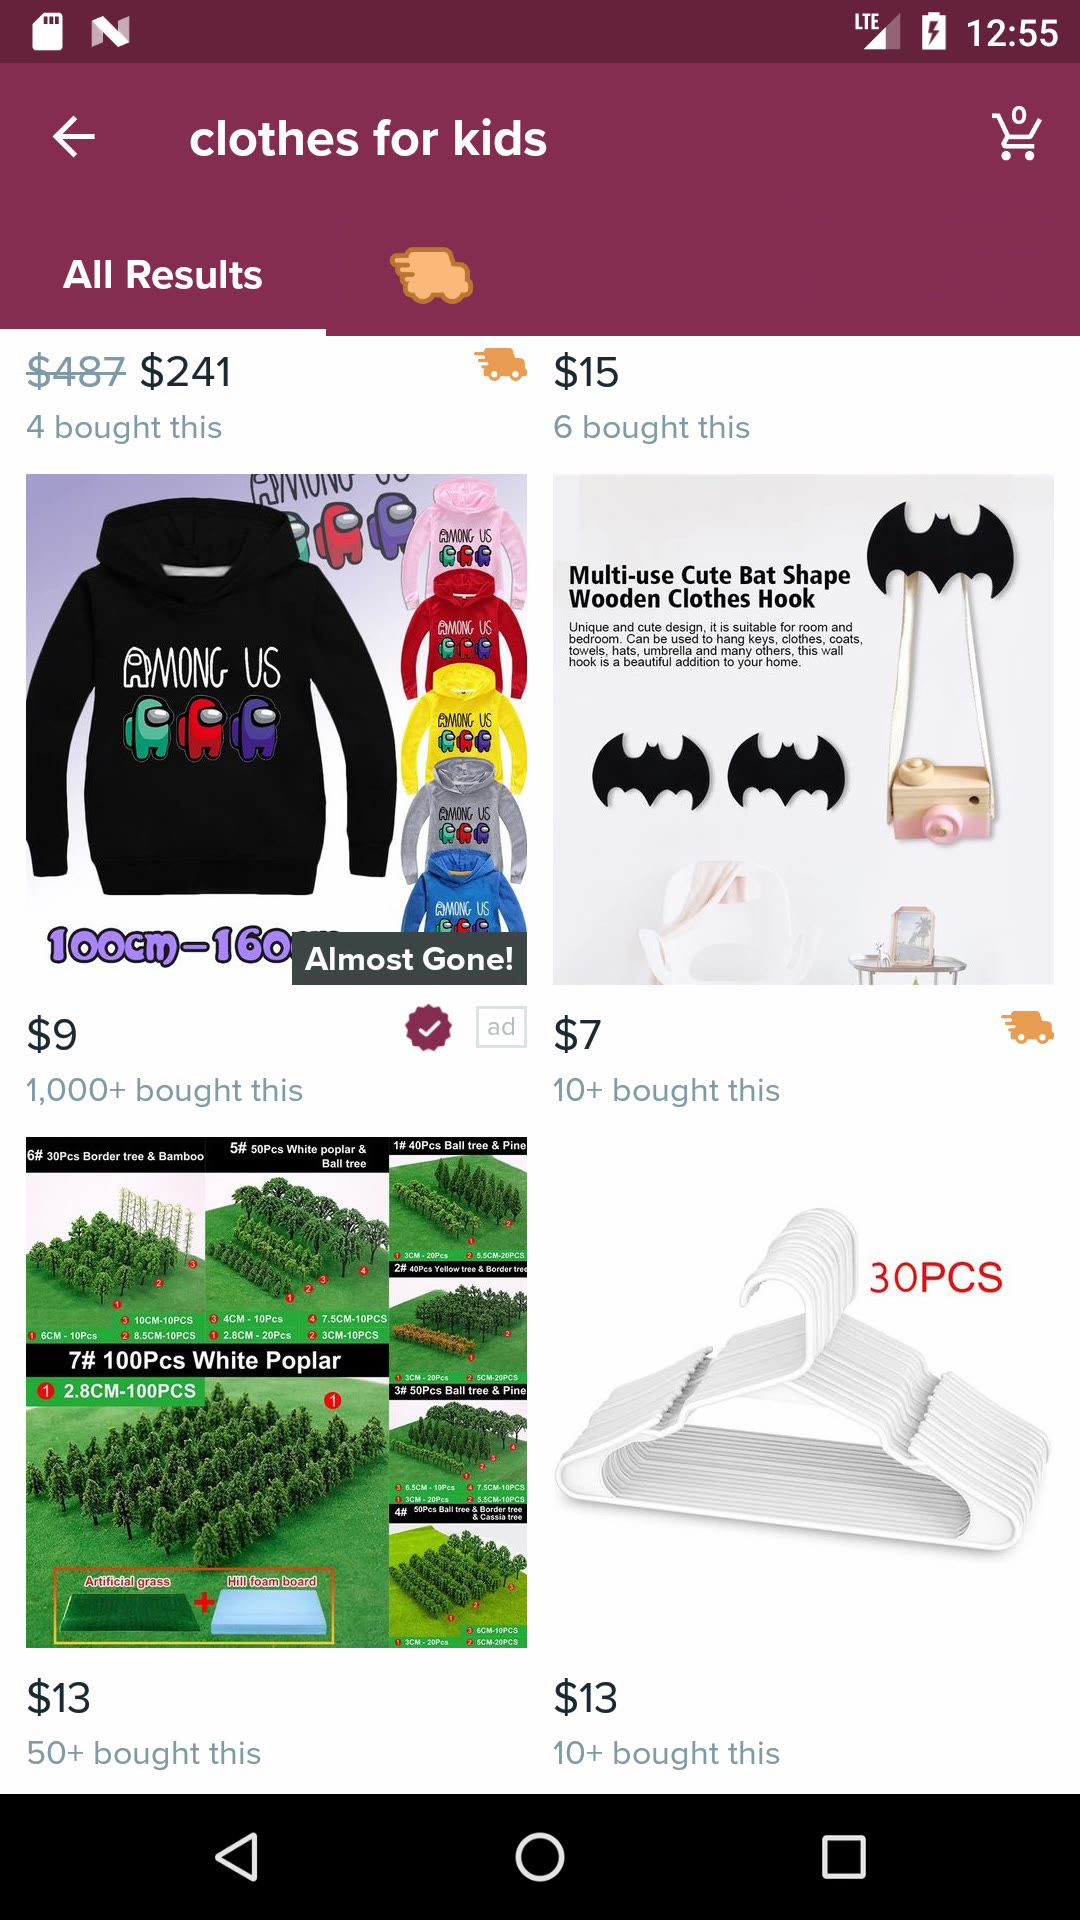 LTE
12:55
clothes for kids
0
All Results
$487 $241
4 bought this
$15
6 bought this
AMONG US
AMONG US
AMONG US
AMONG US
AMONG US
AMONG US
AMONG US
100cm-160
Almost Gone!
Multi-use Cute Bat Shape
Wooden Clothes Hook
Unique and cute design, it is suitable for room and
bedroom. Can be used to hang keys, clothes, coats,
towels, hats, umbrella and many others, this wall
hook is a beautiful addition to your home.
$9
ad
1,000+ bought this
$7
10+ bought this
6# 30Pcs Border tree & Bamboo
3 10CM-10PCS
1 6CM - 10Pcs 2 8.5CM-10PCS
5# 50Pcs White poplar &
Ball tree
3 4CM - 10Pcs 4 7.5CM-10PCS
1 2.8CM - 20Pcs 2 3CM-10PCS
1# 40Pcs Ball tree & Pine
1 3CM - 20Pcs 2 5.5CM-20PCS
2# 40Pcs Yellow tree & Border tree
1 3CM - 20Pcs 2 5CM-20PCS
7# 100Pcs White Poplar
1 2.8CM-100PCS
1
3# 50Pcs Ball tree & Pine
3 6.5CM - 10Pcs 4 7.5CM-10PCS
1 3CM - 20Pcs 2 5.5CM-10PCS
4# 50Pcs Ball tree & Border tree
& Cassia tree
3 6CM-10PCS
1 3CM - 20Pcs 2 5CM-20PCS
Artificial grass + Hill foam board
30PCS
$13
50+ bought this
$13
10+ bought this